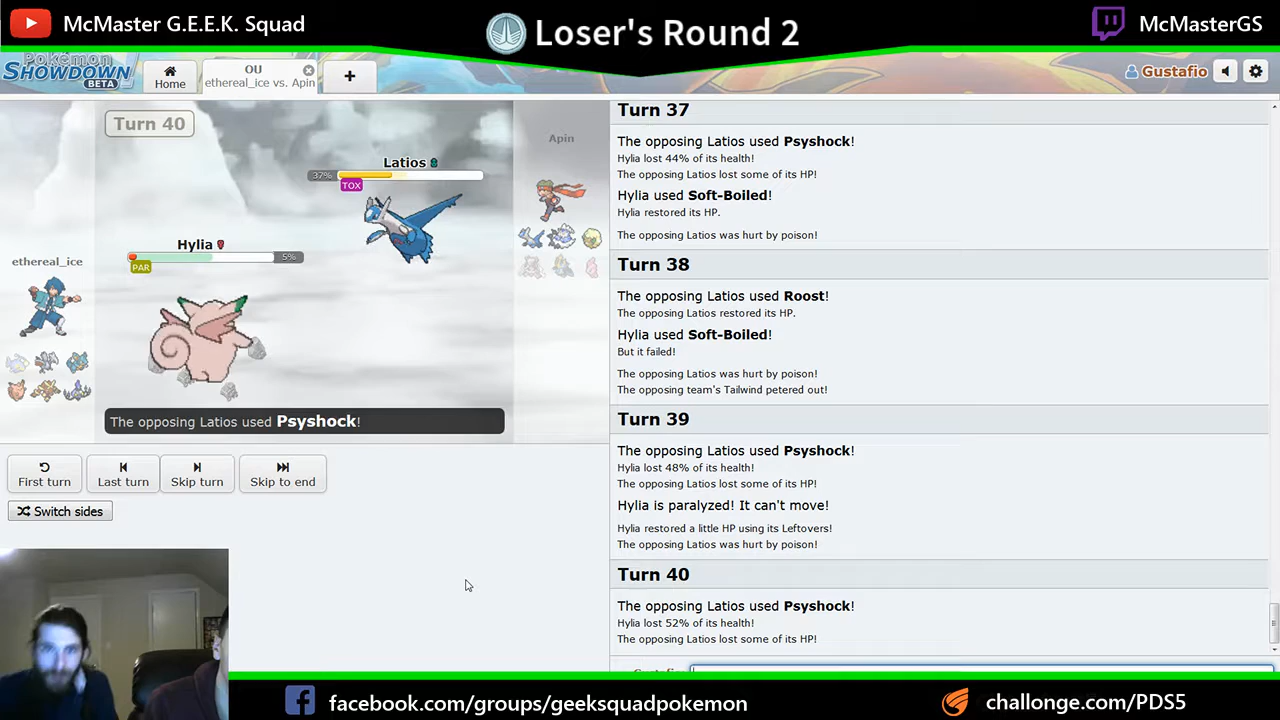 McMaster G.E.E.K. Squad
Loser's Round 2
McMasterGS
Pokémon
SHOWDOWN
BETA
Home
OU
ethereal_ice vs. Apin
Gustafio
Turn 40
Apin
Latios
37%
TOX
Hylia
5%
PAR
ethereal_ice
The opposing Latios used Psyshock!
First turn
Last turn
Skip turn
Skip to end
Switch sides
Turn 37
The opposing Latios used Psyshock!
Hylia lost 44% of its health!
The opposing Latios lost some of its HP!
Hylia used Soft-Boiled!
Hylia restored its HP.
The opposing Latios was hurt by poison!
Turn 38
The opposing Latios used Roost!
The opposing Latios restored its HP.
Hylia used Soft-Boiled!
But it failed!
The opposing Latios was hurt by poison!
The opposing team's Tailwind petered out!
Turn 39
The opposing Latios used Psyshock!
Hylia lost 48% of its health!
The opposing Latios lost some of its HP!
Hylia is paralyzed! It can't move!
Hylia restored a little HP using its Leftovers!
The opposing Latios was hurt by poison!
Turn 40
The opposing Latios used Psyshock!
Hylia lost 52% of its health!
The opposing Latios lost some of its HP!
facebook.com/groups/geeksquadpokemon
challonge.com/PDS5